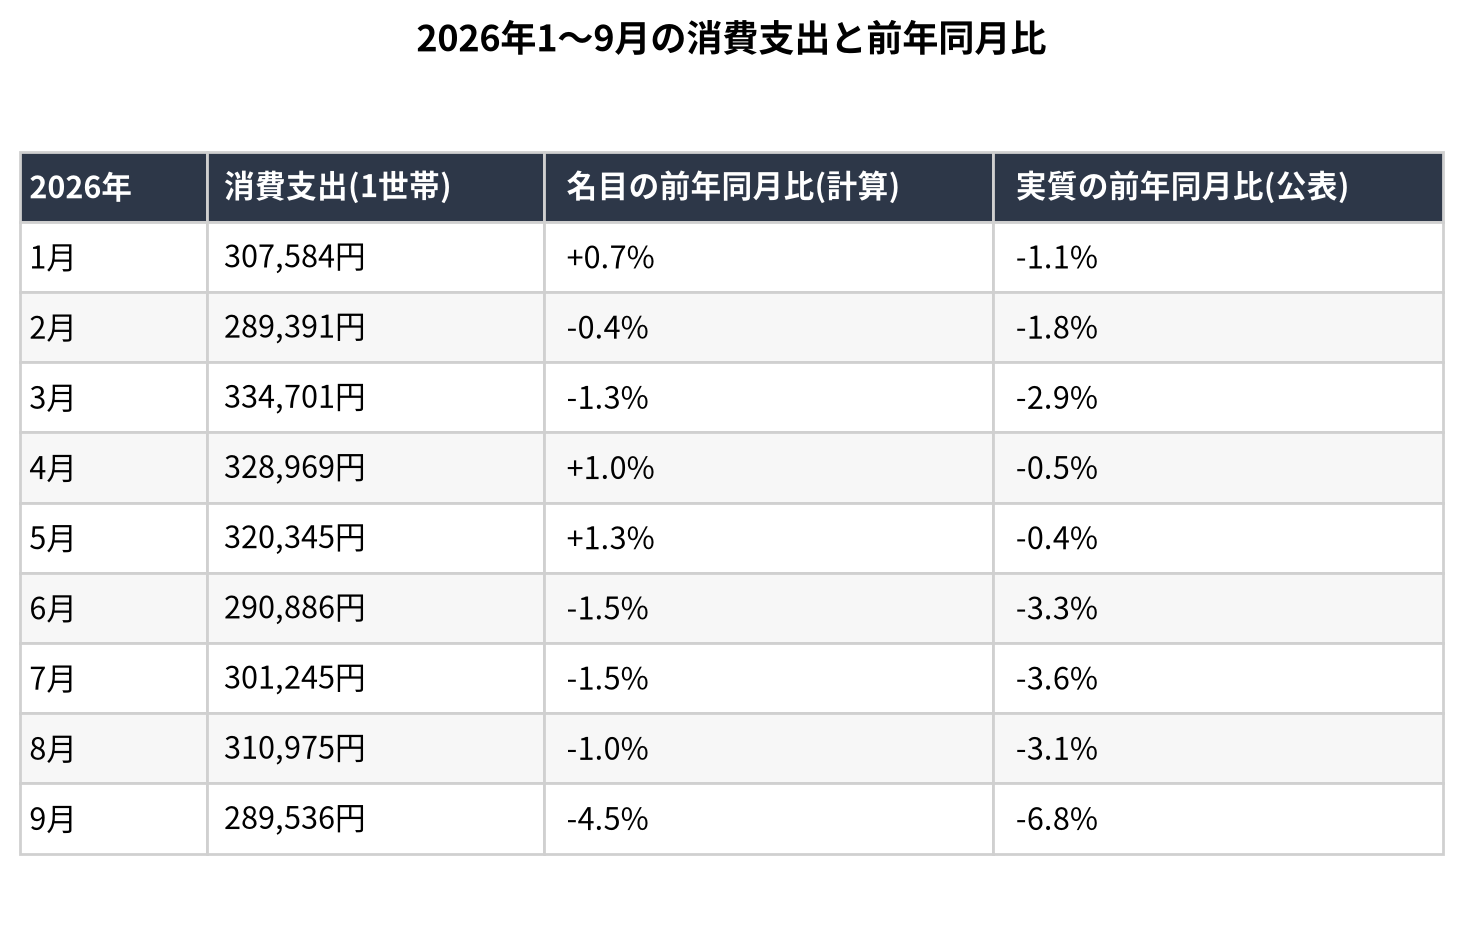 2026年1～9月の消費支出と前年同月比
2026年 消費支出(1世帯) 名目の前年同月比(計算) 実質の前年同月比(公表)
1月 307,584円 +0.7% -1.1%
2月 289,391円 -0.4% -1.8%
3月 334,701円 -1.3% -2.9%
4月 328,969円 +1.0% -0.5%
5月 320,345円 +1.3% -0.4%
6月 290,886円 -1.5% -3.3%
7月 301,245円 -1.5% -3.6%
8月 310,975円 -1.0% -3.1%
9月 289,536円 -4.5% -6.8%